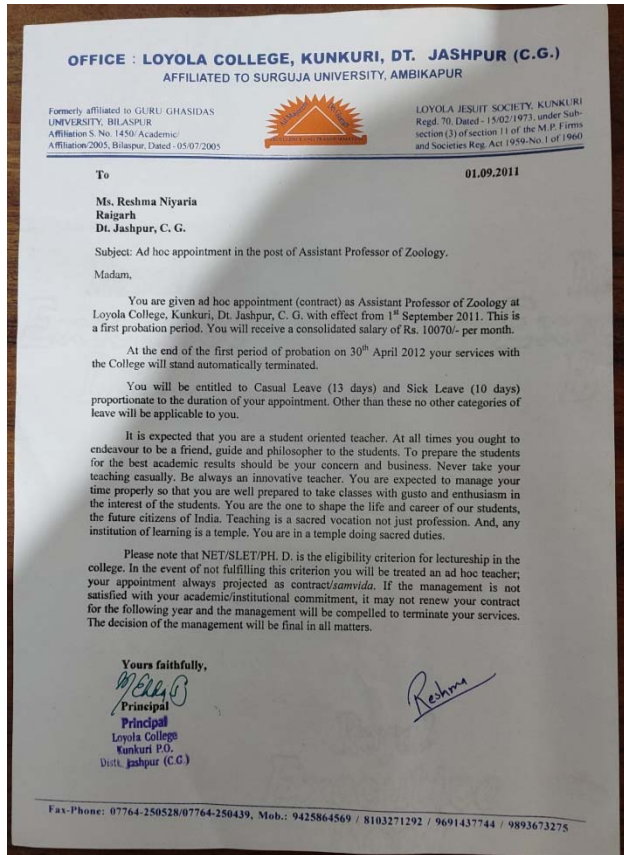 OFFICE : LOYOLA COLLEGE, KUNKURI, DT. JASHPUR (C.G.)
AFFILIATED TO SURGUJA UNIVERSITY, AMBIKAPUR
Formerly affiliated to GURU GHASIDAS
UNIVERSITY, BILASPUR
Affiliation S. No. 1450/ Academic/
Affiliation/2005, Bilaspur, Dated - 05/07/2005
LOYOLA JESUIT SOCIETY, KUNKURI
Regd. 70, Dated - 15/02/1973, under Sub-
section (3) of section 11 of the M.P. Firms
and Societies Reg. Act 1959-No. 1 of 1960
To
01.09.2011
Ms. Reshma Niyaria
Raigarh
Dt. Jashpur, C. G.
Subject: Ad hoc appointment in the post of Assistant Professor of Zoology.
Madam,
You are given ad hoc appointment (contract) as Assistant Professor of Zoology at
Loyola College, Kunkuri, Dt. Jashpur, C. G. with effect from 1st September 2011. This is
a first probation period. You will receive a consolidated salary of Rs. 10070/- per month.
At the end of the first period of probation on 30th April 2012 your services with
the College will stand automatically terminated.
You will be entitled to Casual Leave (13 days) and Sick Leave (10 days)
proportionate to the duration of your appointment. Other than these no other categories of
leave will be applicable to you.
It is expected that you are a student oriented teacher. At all times you ought to
endeavour to be a friend, guide and philosopher to the students. To prepare the students
for the best academic results should be your concern and business. Never take your
teaching casually. Be always an innovative teacher. You are expected to manage your
time properly so that you are well prepared to take classes with gusto and enthusiasm in
the interest of the students. You are the one to shape the life and career of our students,
the future citizens of India. Teaching is a sacred vocation not just profession. And, any
institution of learning is a temple. You are in a temple doing sacred duties.
Please note that NET/SLET/PH. D. is the eligibility criterion for lectureship in the
college. In the event of not fulfilling this criterion you will be treated an ad hoc teacher;
your appointment always projected as contract/samvida. If the management is not
satisfied with your academic/institutional commitment, it may not renew your contract
for the following year and the management will be compelled to terminate your services.
The decision of the management will be final in all matters.
Yours faithfully,
Principal
Principal
Loyola College
Kunkuri P.O.
Distt. Jashpur (C.G.)
Reshma
Fax-Phone: 07764-250528/07764-250439, Mob.: 9425864569 / 8103271292 / 9691437744 / 9893673275